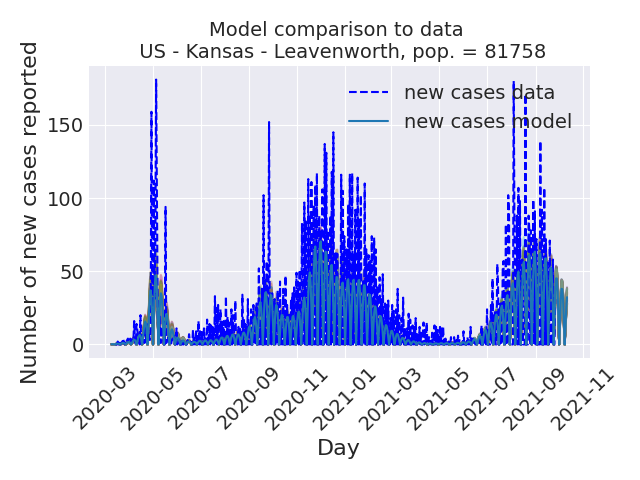 Model comparison to data
US - Kansas - Leavenworth, pop. = 81758
Number of new cases reported
150
100
50
0
new cases data
new cases model
2020-03
2020-05
2020-07
2020-09
2020-11
2021-01
2021-03
2021-05
2021-07
2021-09
2021-11
Day